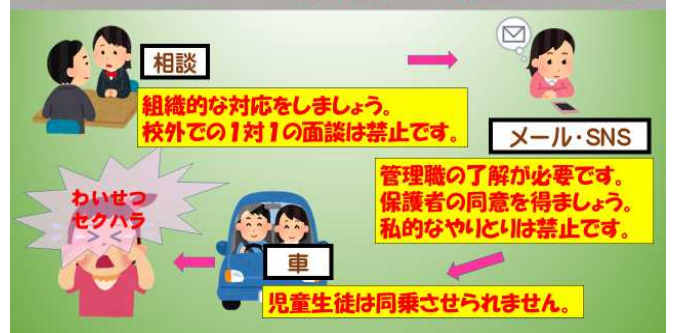 相談
組織的な対応をしましょう。
校外での1対1の面談は禁止です。
メール・SNS
管理職の了解が必要です。
保護者の同意を得ましょう。
私的なやりとりは禁止です。
車
児童生徒は同乗させられません。
わいせつ
セクハラ